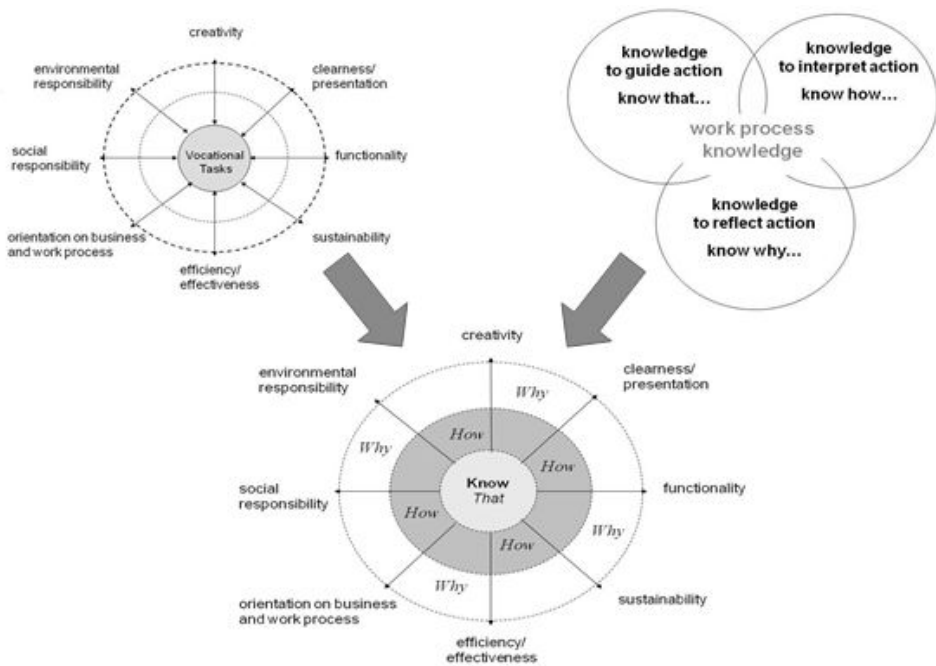 creativity
environmental
responsibility
clearness/
presentation
social
responsibility
Vocational
Tasks
functionality
orientation on business
and work process
sustainability
efficiency/
effectiveness
knowledge
to guide action
know that...
knowledge
to interpret action
know how...
work process
knowledge
knowledge
to reflect action
know why...
creativity
environmental
responsibility
clearness/
presentation
Why
Why
How
How
Know
That
social
responsibility
functionality
How
How
Why
Why
orientation on business
and work process
sustainability
efficiency/
effectiveness